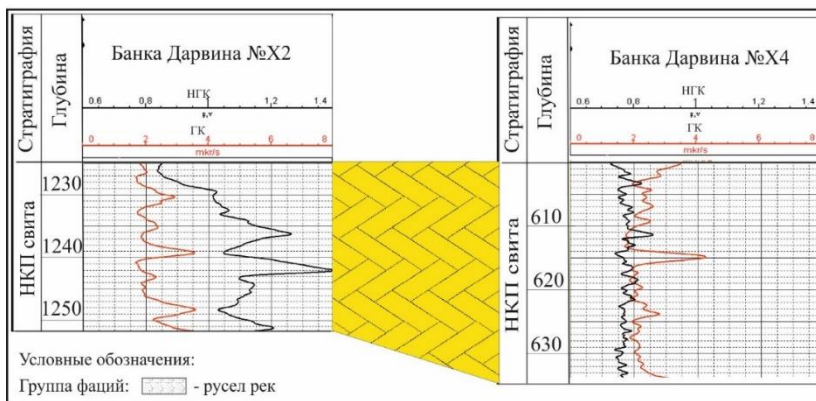 Стратиграфия
Глубина
Банка Дарвина №X2
0.6 0,8 1,2 1.4
НГК
ГК
0 2 4 6 8
mkr/s
НКП свита
1230
1240
1250
Стратиграфия
Глубина
Банка Дарвина №X4
0.6 0.8 1,2 1.4
НГК
ГК
0 2 4 6 8
mkr/s
НКП свита
610
620
630
Условные обозначения:
Группа фаций: - русел рек